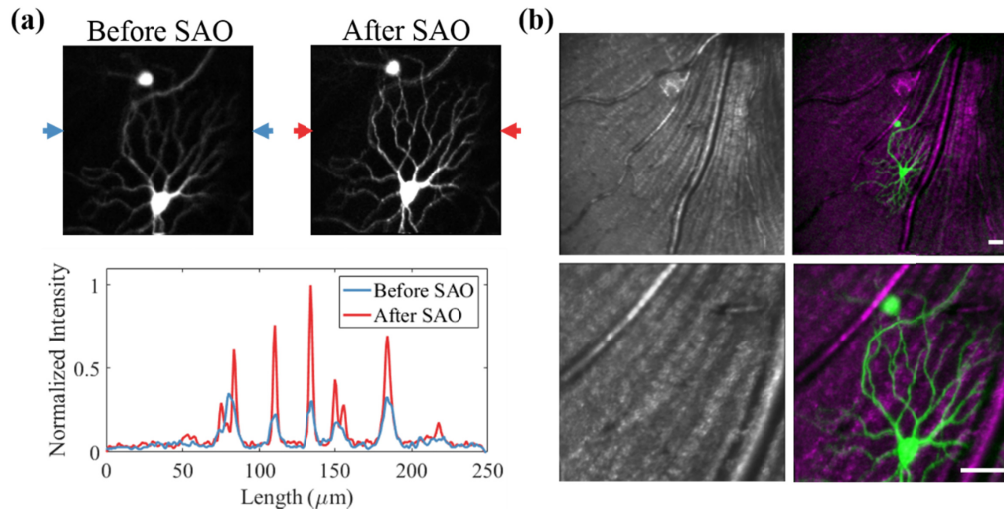 (a)
Before SAO
After SAO
Normalized Intensity
1
0.5
0
Before SAO
After SAO
0
50
100
150
200
250
Length (μm)
(b)